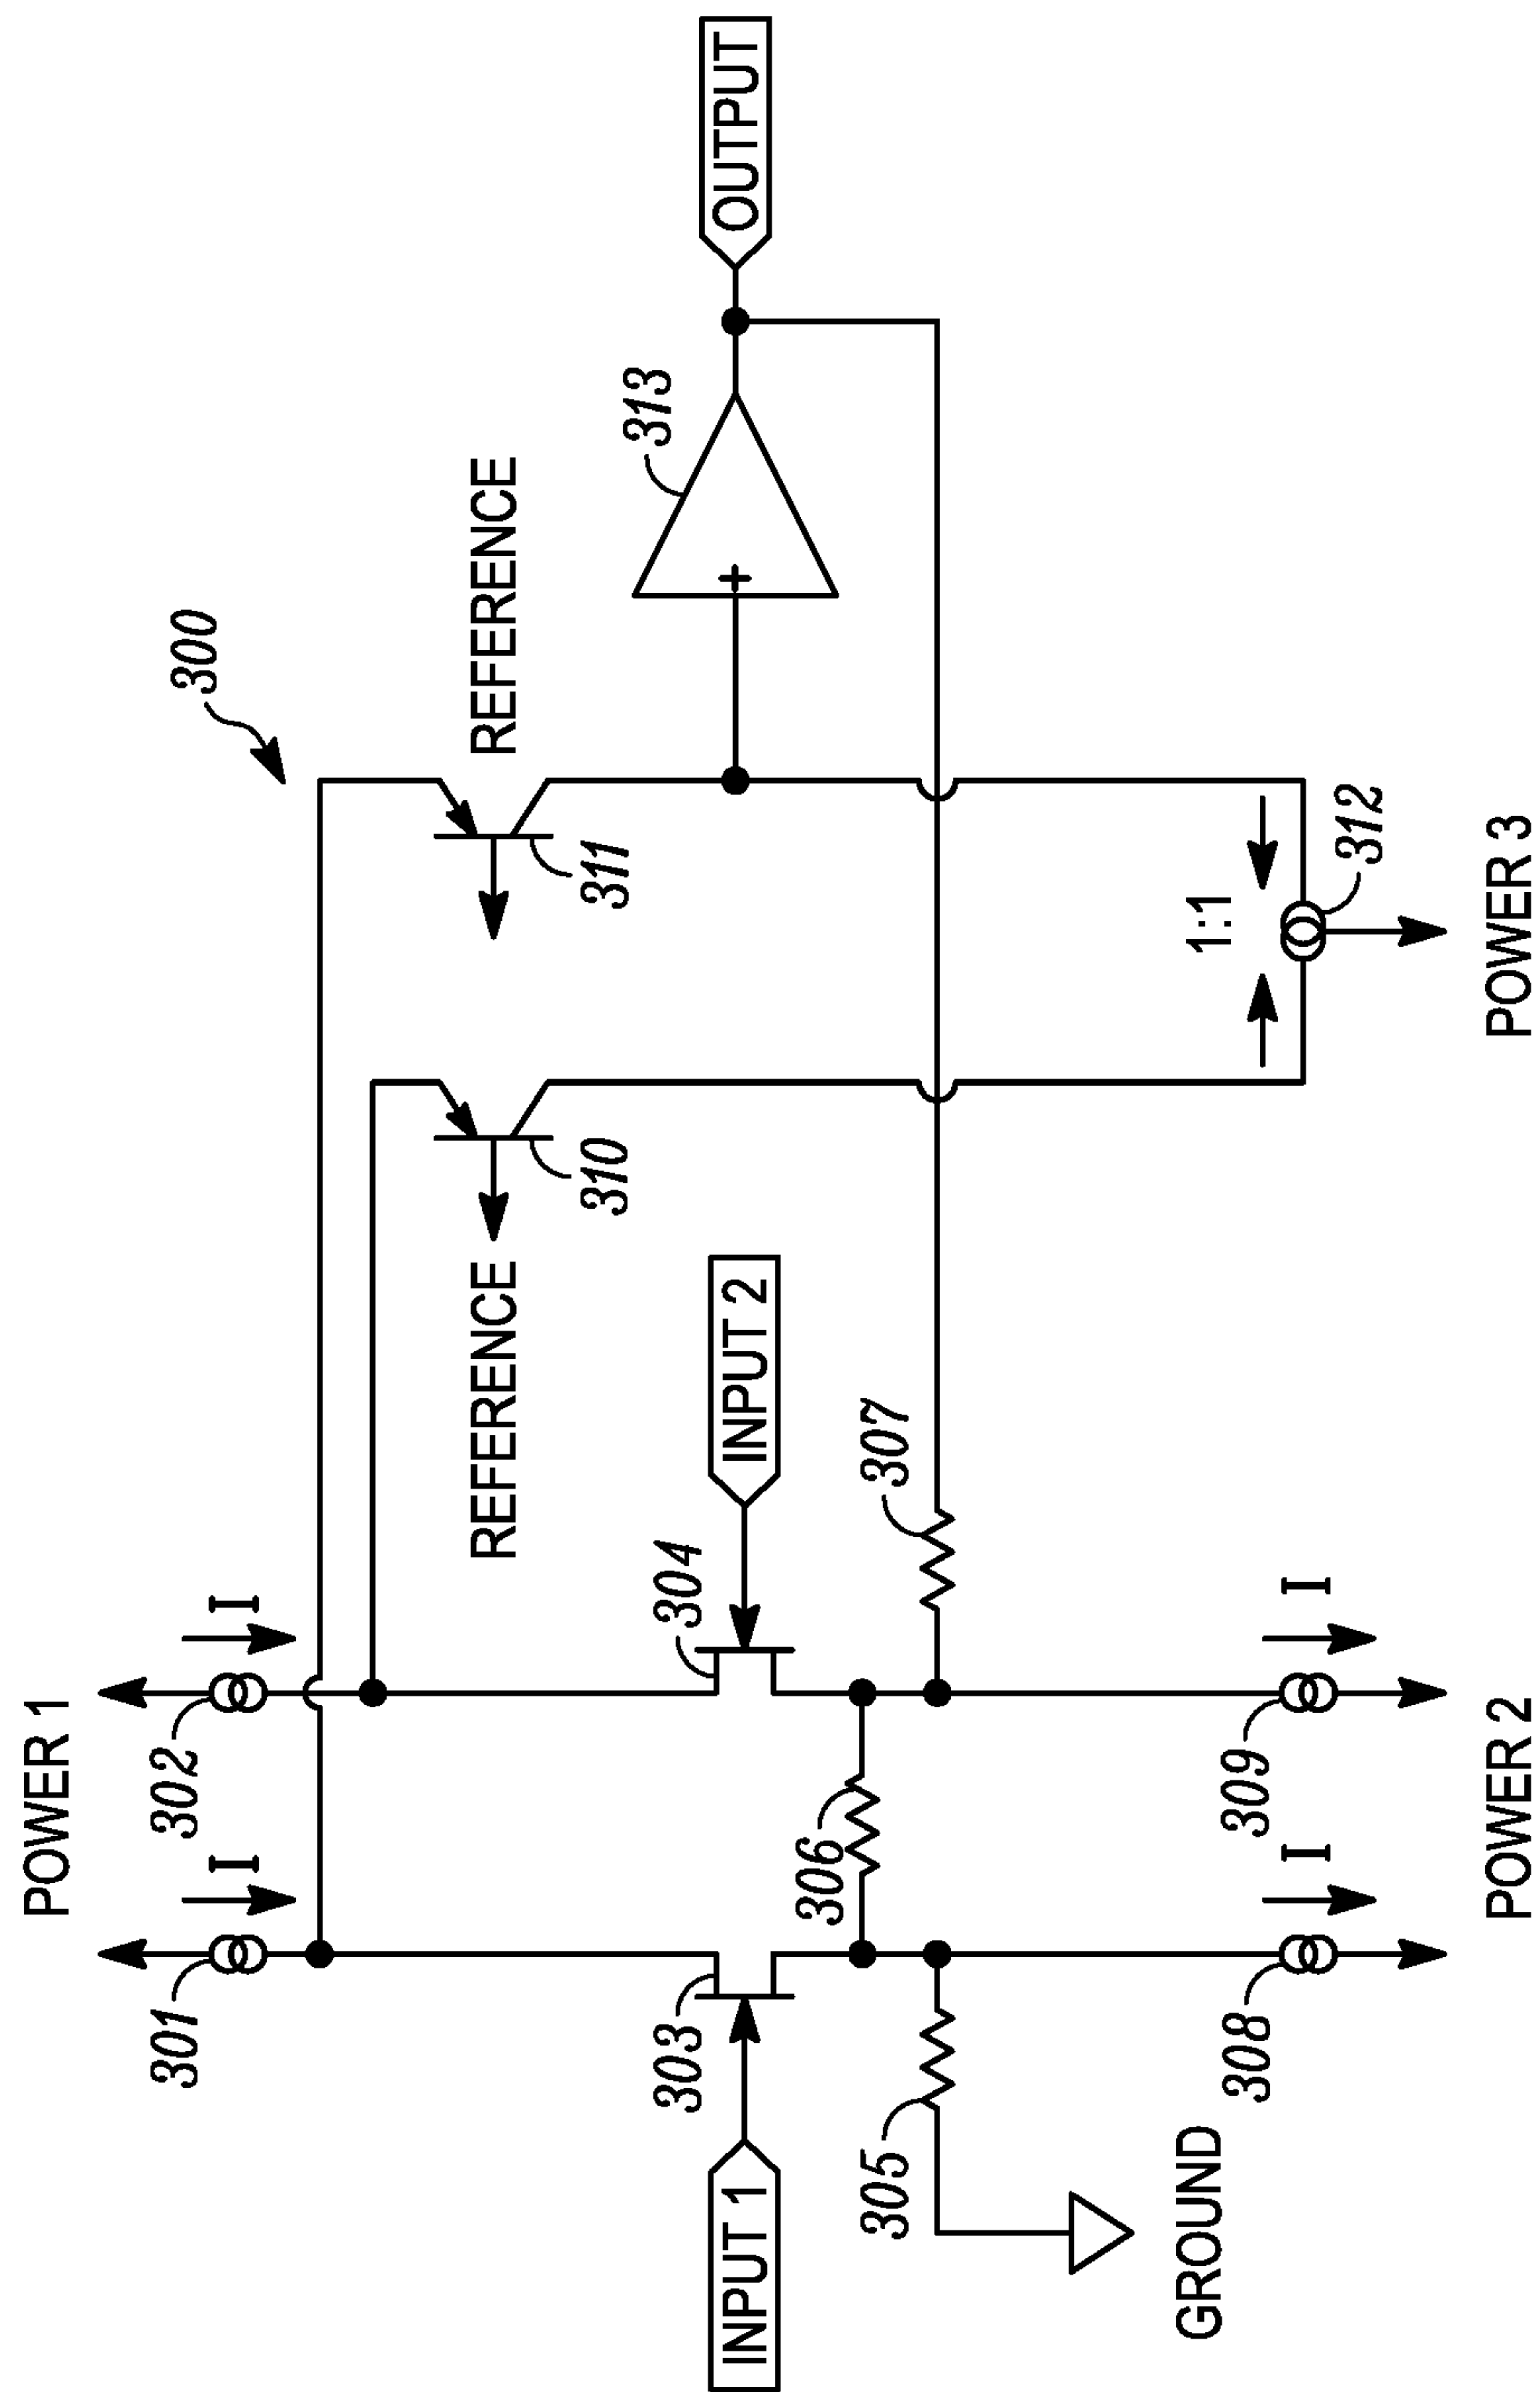 300
POWER 1
301
I
302
I
REFERENCE
REFERENCE
INPUT 1
303
304
INPUT 2
310
311
313
OUTPUT
305
306
307
GROUND
308
I
309
I
1:1
312
POWER 2
POWER 3